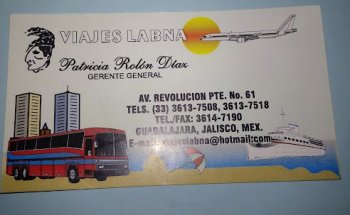 VIAJES LABNA
Patricia Rolón Díaz
GERENTE GENERAL
AV. REVOLUCION PTE. No. 61
TELS. (33) 3613-7508, 3613-7518
TEL./FAX: 3614-7190
GUADALAJARA, JALISCO, MEX.
E-mail: viajeslabna@hotmail.com